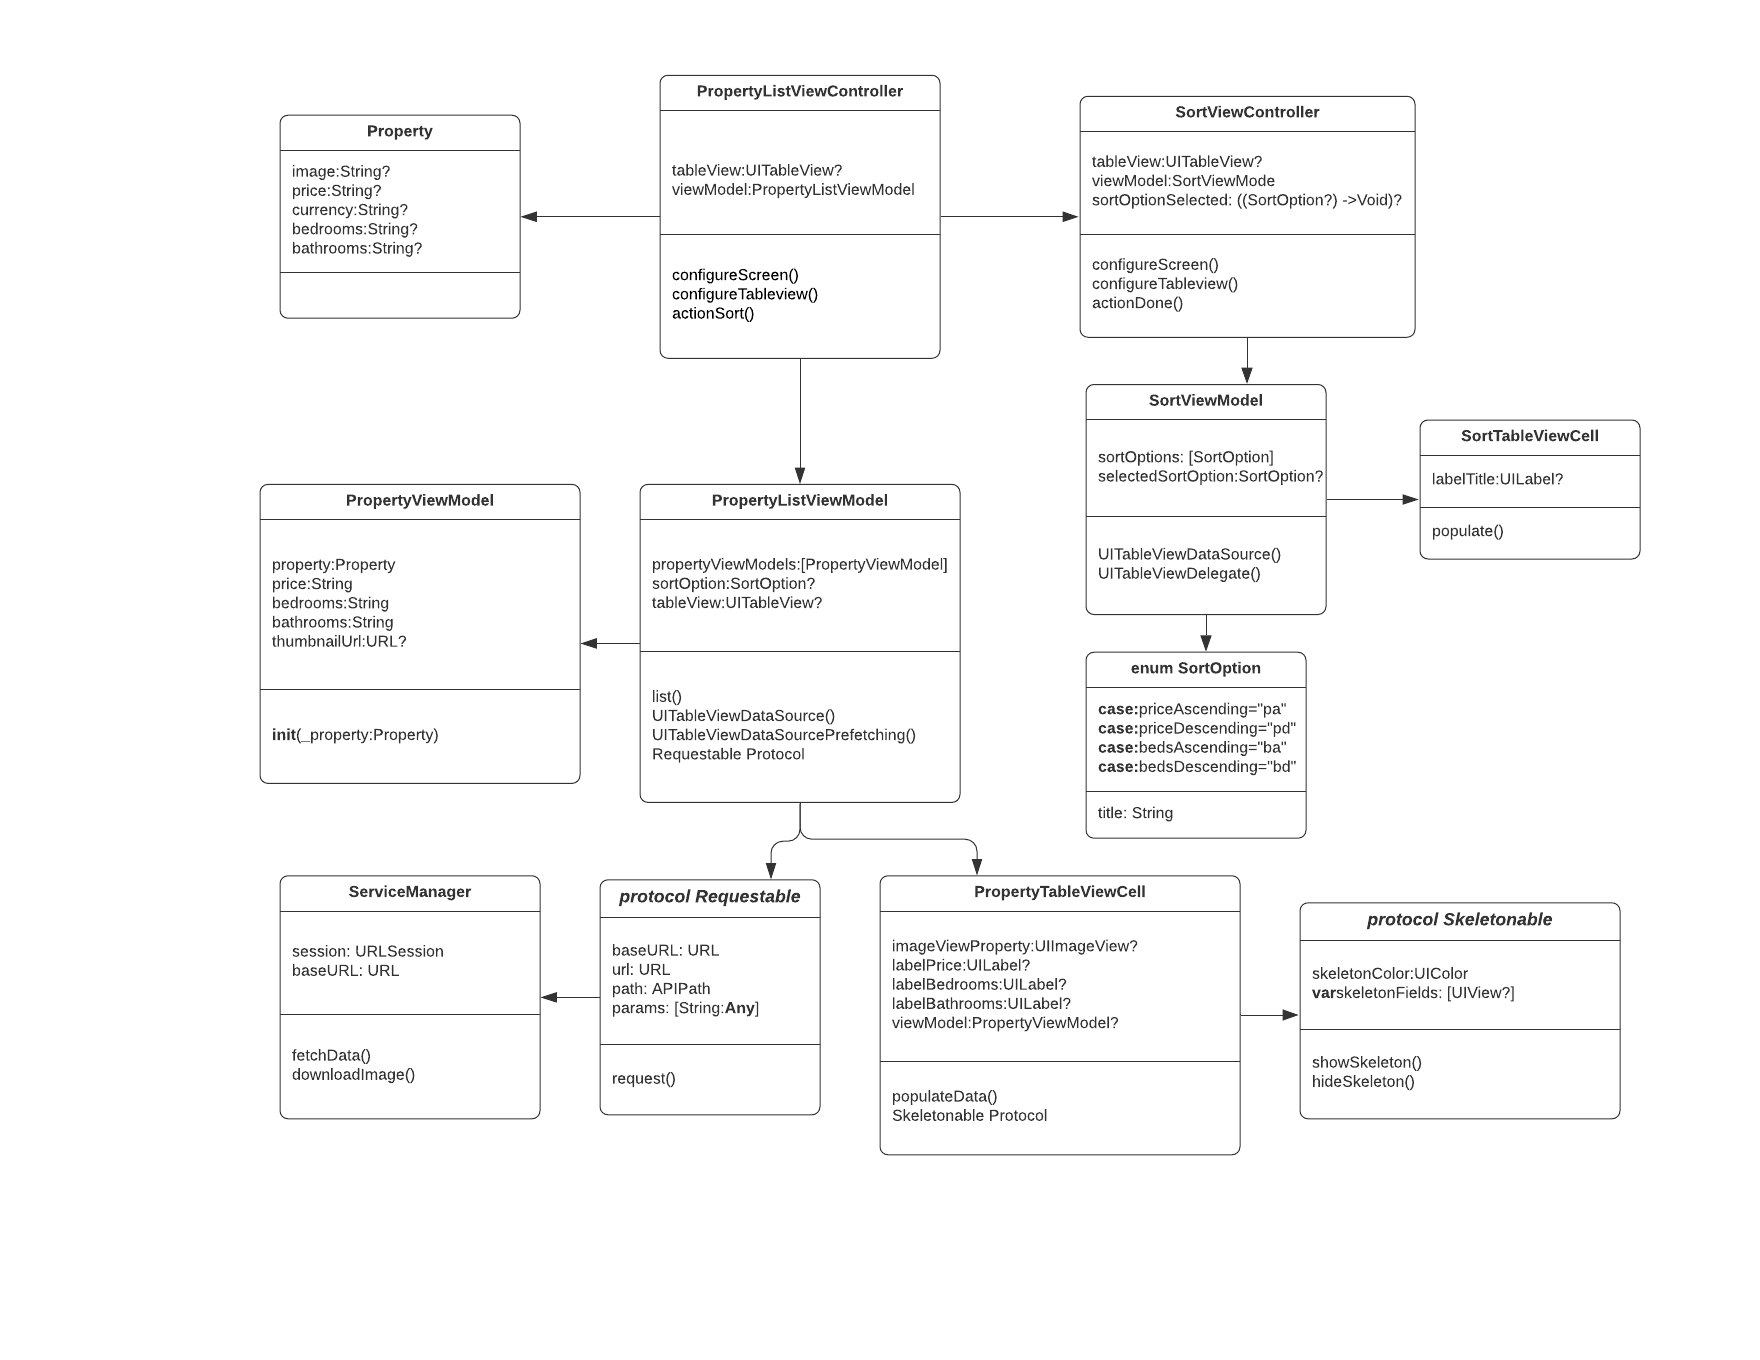 PropertyListViewController
tableView:UITableView?
viewModel:PropertyListViewModel
configureScreen()
configureTableview()
actionSort()
Property
image:String?
price:String?
currency:String?
bedrooms:String?
bathrooms:String?
SortViewController
tableView:UITableView?
viewModel:SortViewMode
sortOptionSelected: ((SortOption?) ->Void)?
configureScreen()
configureTableview()
actionDone()
SortViewModel
sortOptions: [SortOption]
selectedSortOption:SortOption?
UITableViewDataSource()
UITableViewDelegate()
SortTableViewCell
labelTitle:UILabel?
populate()
PropertyViewModel
property:Property
price:String
bedrooms:String
bathrooms:String
thumbnailUrl:URL?
init(_property:Property)
PropertyListViewModel
propertyViewModels:[PropertyViewModel]
sortOption:SortOption?
tableView:UITableView?
list()
UITableViewDataSource()
UITableViewDataSourcePrefetching()
Requestable Protocol
enum SortOption
case:priceAscending="pa"
case:priceDescending="pd"
case:bedsAscending="ba"
case:bedsDescending="bd"
title: String
ServiceManager
session: URLSession
baseURL: URL
fetchData()
downloadImage()
protocol Requestable
baseURL: URL
url: URL
path: APIPath
params: [String:Any]
request()
PropertyTableViewCell
imageViewProperty:UIImageView?
labelPrice:UILabel?
labelBedrooms:UILabel?
labelBathrooms:UILabel?
viewModel:PropertyViewModel?
populateData()
Skeletonable Protocol
protocol Skeletonable
skeletonColor:UIColor
varskeletonFields: [UIView?]
showSkeleton()
hideSkeleton()